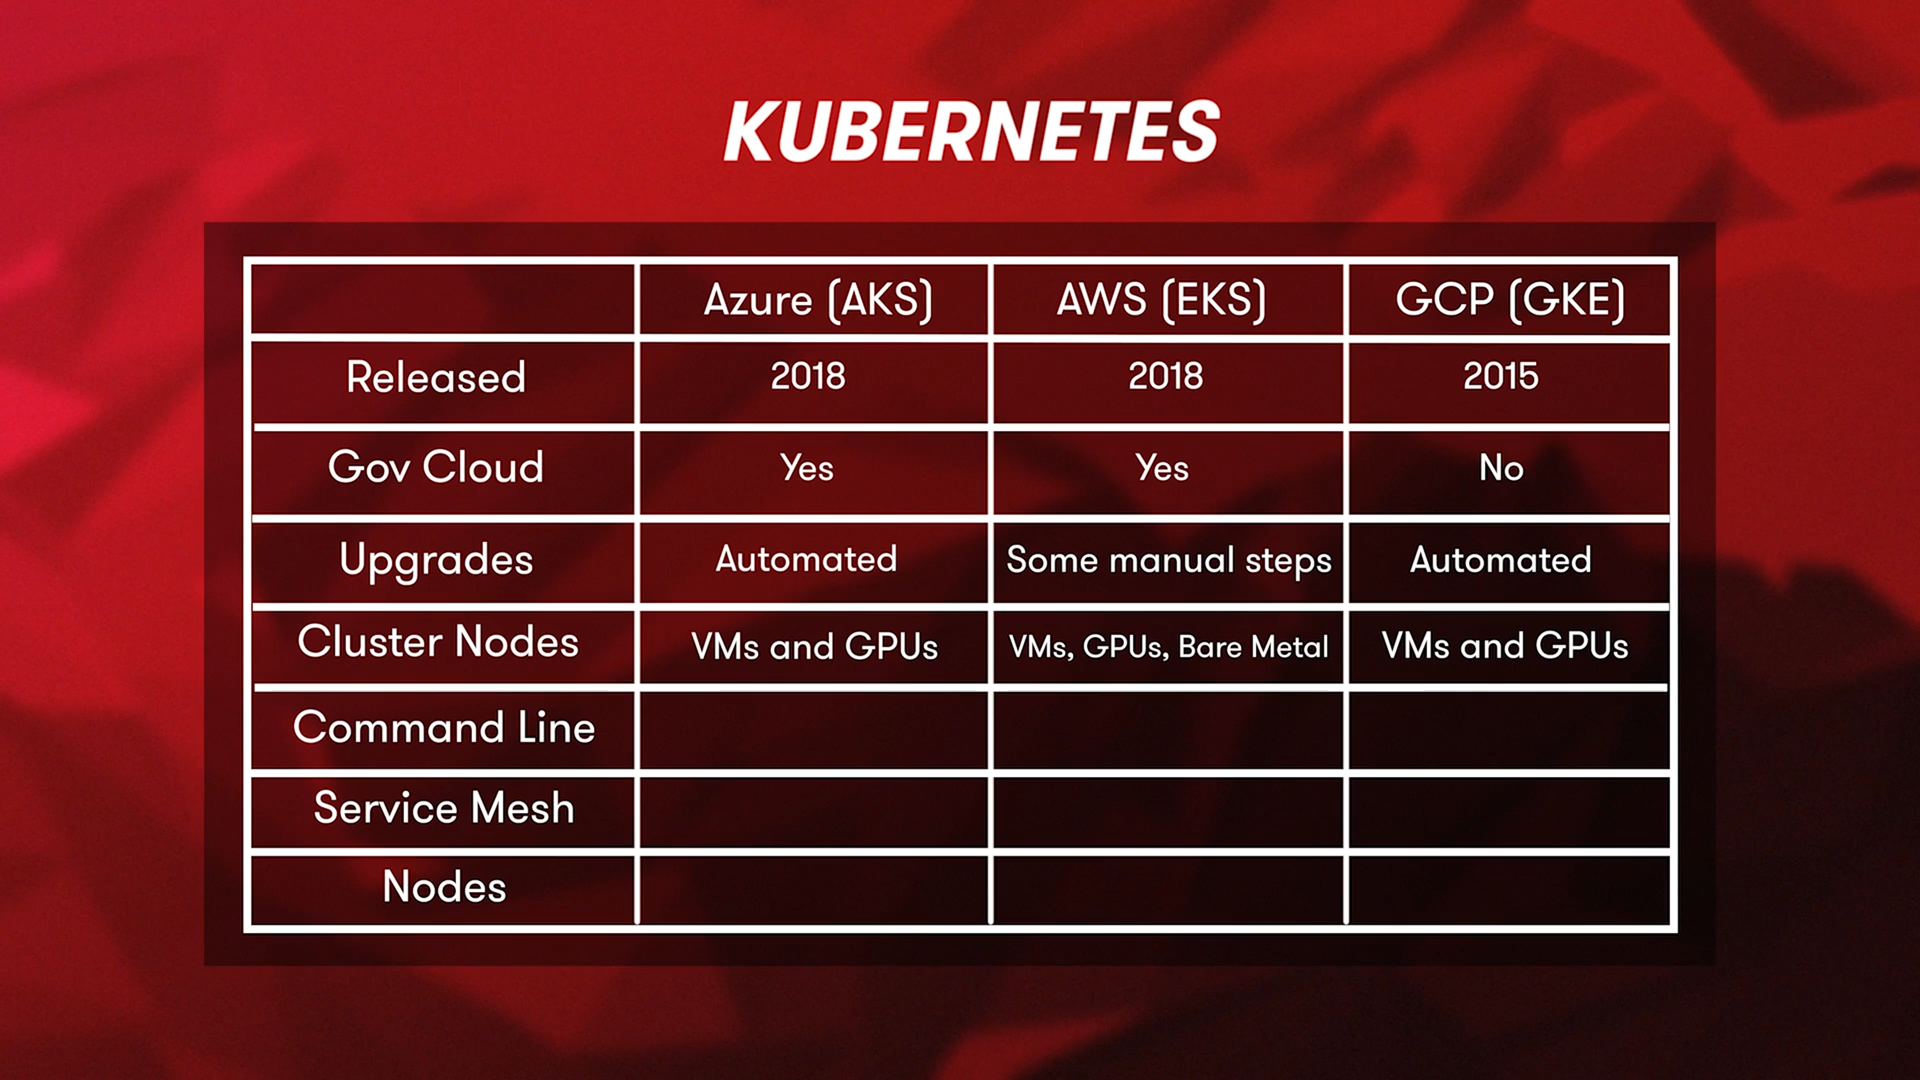 KUBERNETES
Azure (AKS) AWS (EKS) GCP (GKE)
Released 2018 2018 2015
Gov Cloud Yes Yes No
Upgrades Automated Some manual steps Automated
Cluster Nodes VMs and GPUs VMs, GPUs, Bare Metal VMs and GPUs
Command Line
Service Mesh
Nodes